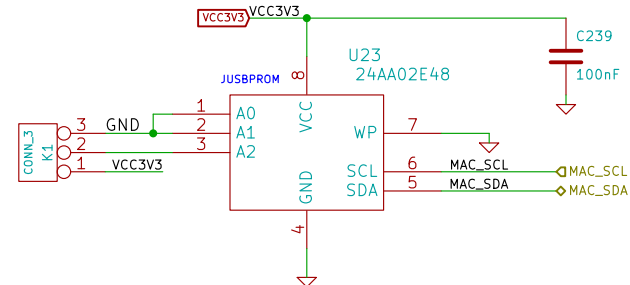 VCC3V3 VCC3V3
U23
24AA02E48
C239
100nF
JUSBPROM
8
VCC
1 A0
CONN_3 K1 3 GND 2 A1 WP 7
2 3 A2
1 VCC3V3 SCL 6 MAC_SCL MAC_SCL
GND SDA 5 MAC_SDA MAC_SDA
4